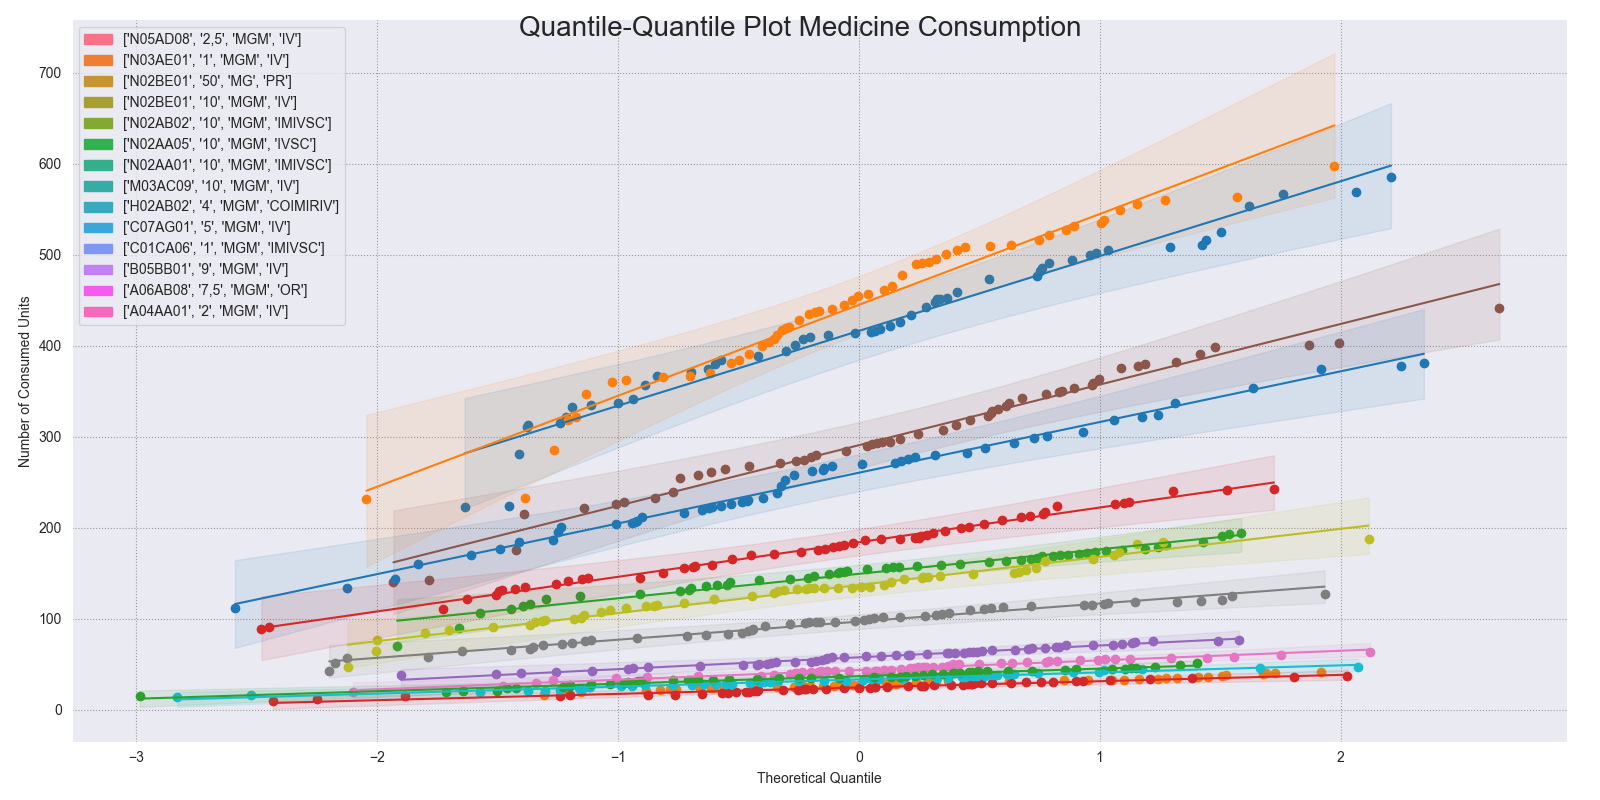 Quantile-Quantile Plot Medicine Consumption
['N05AD08', '2,5', 'MGM', 'IV']
['N03AE01', '1', 'MGM', 'IV']
['N02BE01', '50', 'MG', 'PR']
['N02BE01', '10', 'MGM', 'IV']
['N02AB02', '10', 'MGM', 'IMIVSC']
['N02AA05', '10', 'MGM', 'IVSC']
['N02AA01', '10', 'MGM', 'IMIVSC']
['M03AC09', '10', 'MGM', 'IV']
['H02AB02', '4', 'MGM', 'COIMIRIV']
['C07AG01', '5', 'MGM', 'IV']
['C01CA06', '1', 'MGM', 'IMIVSC']
['B05BB01', '9', 'MGM', 'IV']
['A06AB08', '7,5', 'MGM', 'OR']
['A04AA01', '2', 'MGM', 'IV']
Number of Consumed Units
700
600
500
400
300
200
100
0
−3 −2 −1 0 1 2
Theoretical Quantile